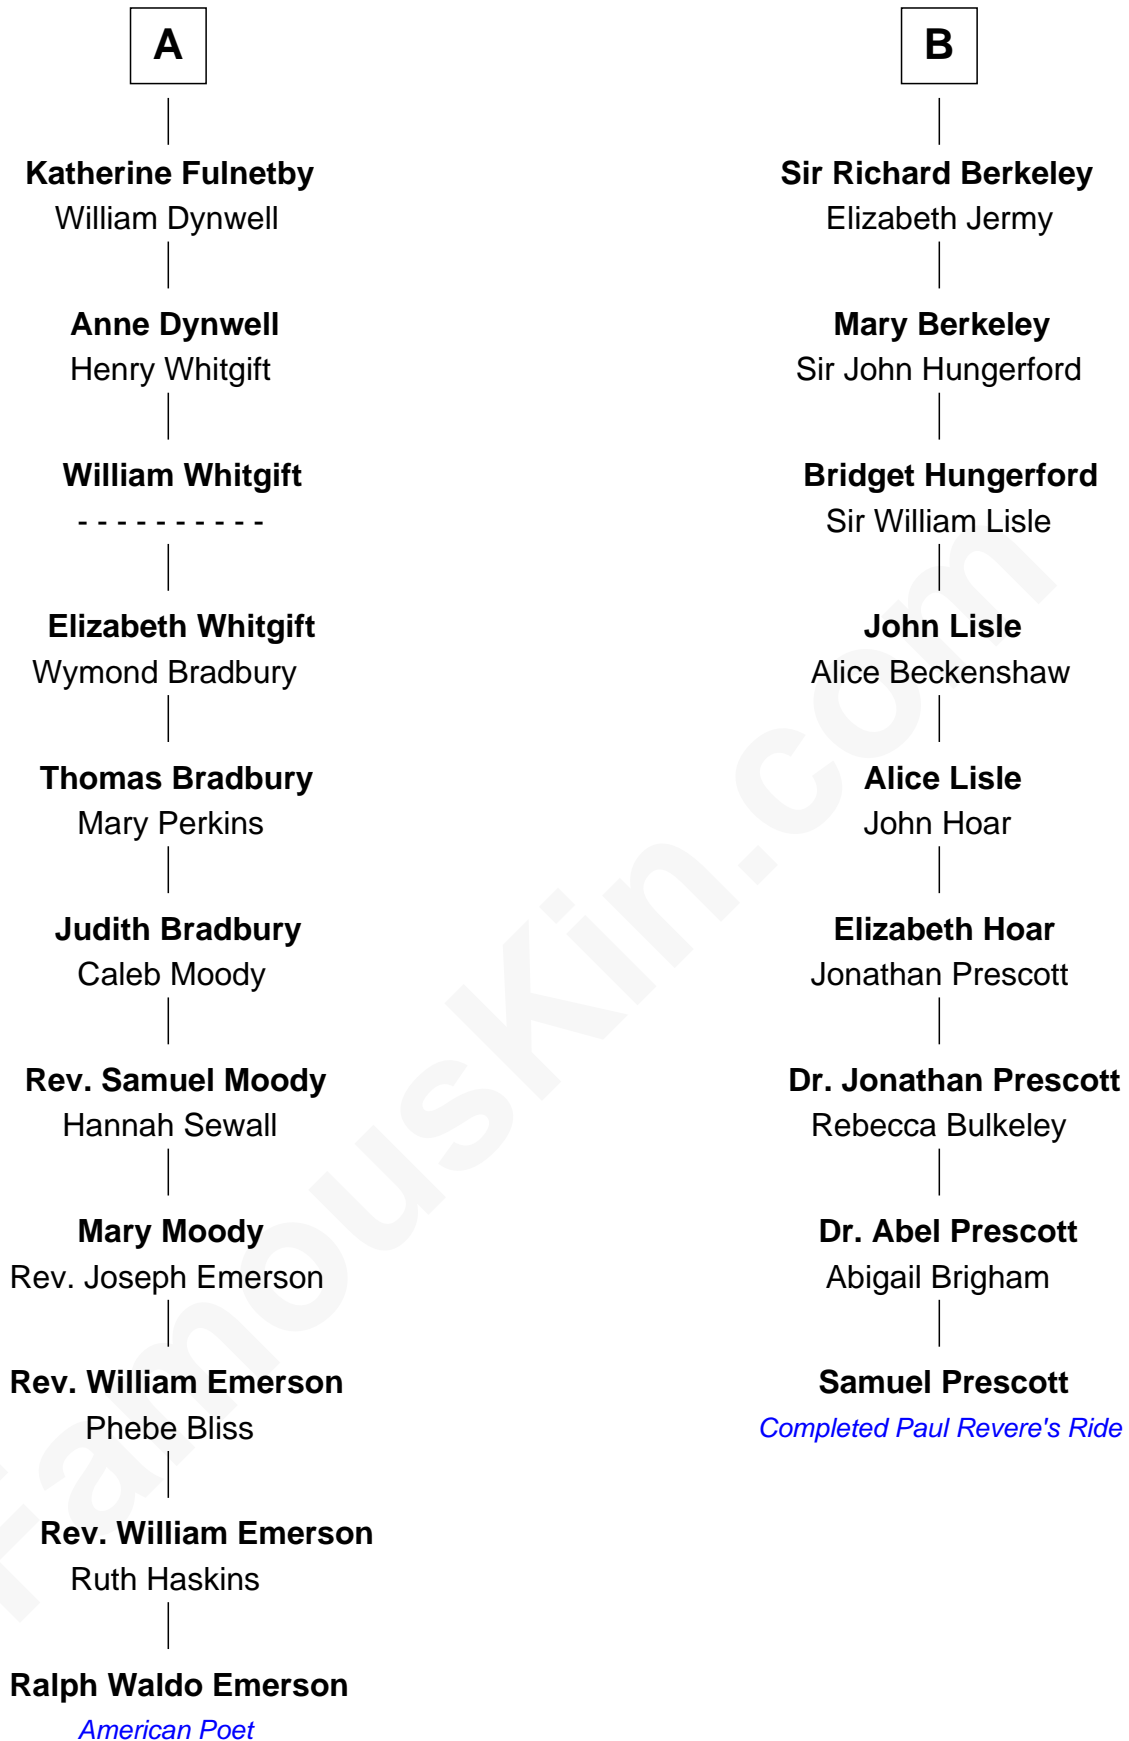 A
Katherine Fulnetby
William Dynwell
Anne Dynwell
Henry Whitgift
William Whitgift
- - - - - - - - - -
Elizabeth Whitgift
Wymond Bradbury
Thomas Bradbury
Mary Perkins
Judith Bradbury
Caleb Moody
Rev. Samuel Moody
Hannah Sewall
Mary Moody
Rev. Joseph Emerson
Rev. William Emerson
Phebe Bliss
Rev. William Emerson
Ruth Haskins
Ralph Waldo Emerson
American Poet
B
Sir Richard Berkeley
Elizabeth Jermy
Mary Berkeley
Sir John Hungerford
Bridget Hungerford
Sir William Lisle
John Lisle
Alice Beckenshaw
Alice Lisle
John Hoar
Elizabeth Hoar
Jonathan Prescott
Dr. Jonathan Prescott
Rebecca Bulkeley
Dr. Abel Prescott
Abigail Brigham
Samuel Prescott
Completed Paul Revere's Ride
FamousKin.com